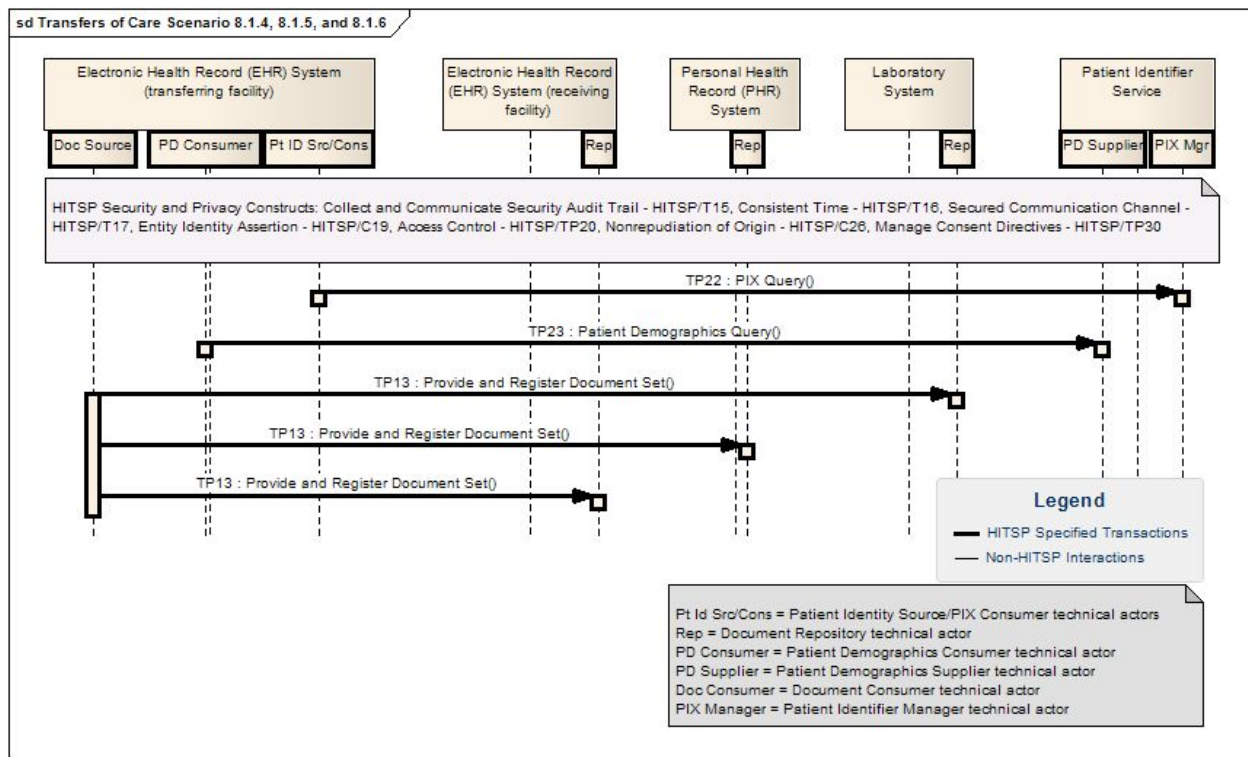 sd Transfers of Care Scenario 8.1.4, 8.1.5, and 8.1.6
Electronic Health Record (EHR) System
(transferring facility)
Doc Source
PD Consumer
Pt ID Src/Cons
Electronic Health Record
(EHR) System (receiving
facility)
Rep
Personal Health
Record (PHR)
System
Rep
Laboratory
System
Rep
Patient Identifier
Service
PD Supplier
PIX Mgr
HITSP Security and Privacy Constructs: Collect and Communicate Security Audit Trail - HITSP/T15, Consistent Time - HITSP/T16, Secured Communication Channel -
HITSP/T17, Entity Identity Assertion - HITSP/C19, Access Control - HITSP/TP20, Nonrepudiation of Origin - HITSP/C26, Manage Consent Directives - HITSP/TP30
TP22 : PIX Query()
TP23 : Patient Demographics Query()
TP13 : Provide and Register Document Set()
TP13 : Provide and Register Document Set()
TP13 : Provide and Register Document Set()
Legend
HITSP Specified Transactions
Non-HITSP Interactions
Pt Id Src/Cons = Patient Identity Source/PIX Consumer technical actors
Rep = Document Repository technical actor
PD Consumer = Patient Demographics Consumer technical actor
PD Supplier = Patient Demographics Supplier technical actor
Doc Consumer = Document Consumer technical actor
PIX Manager = Patient Identifier Manager technical actor